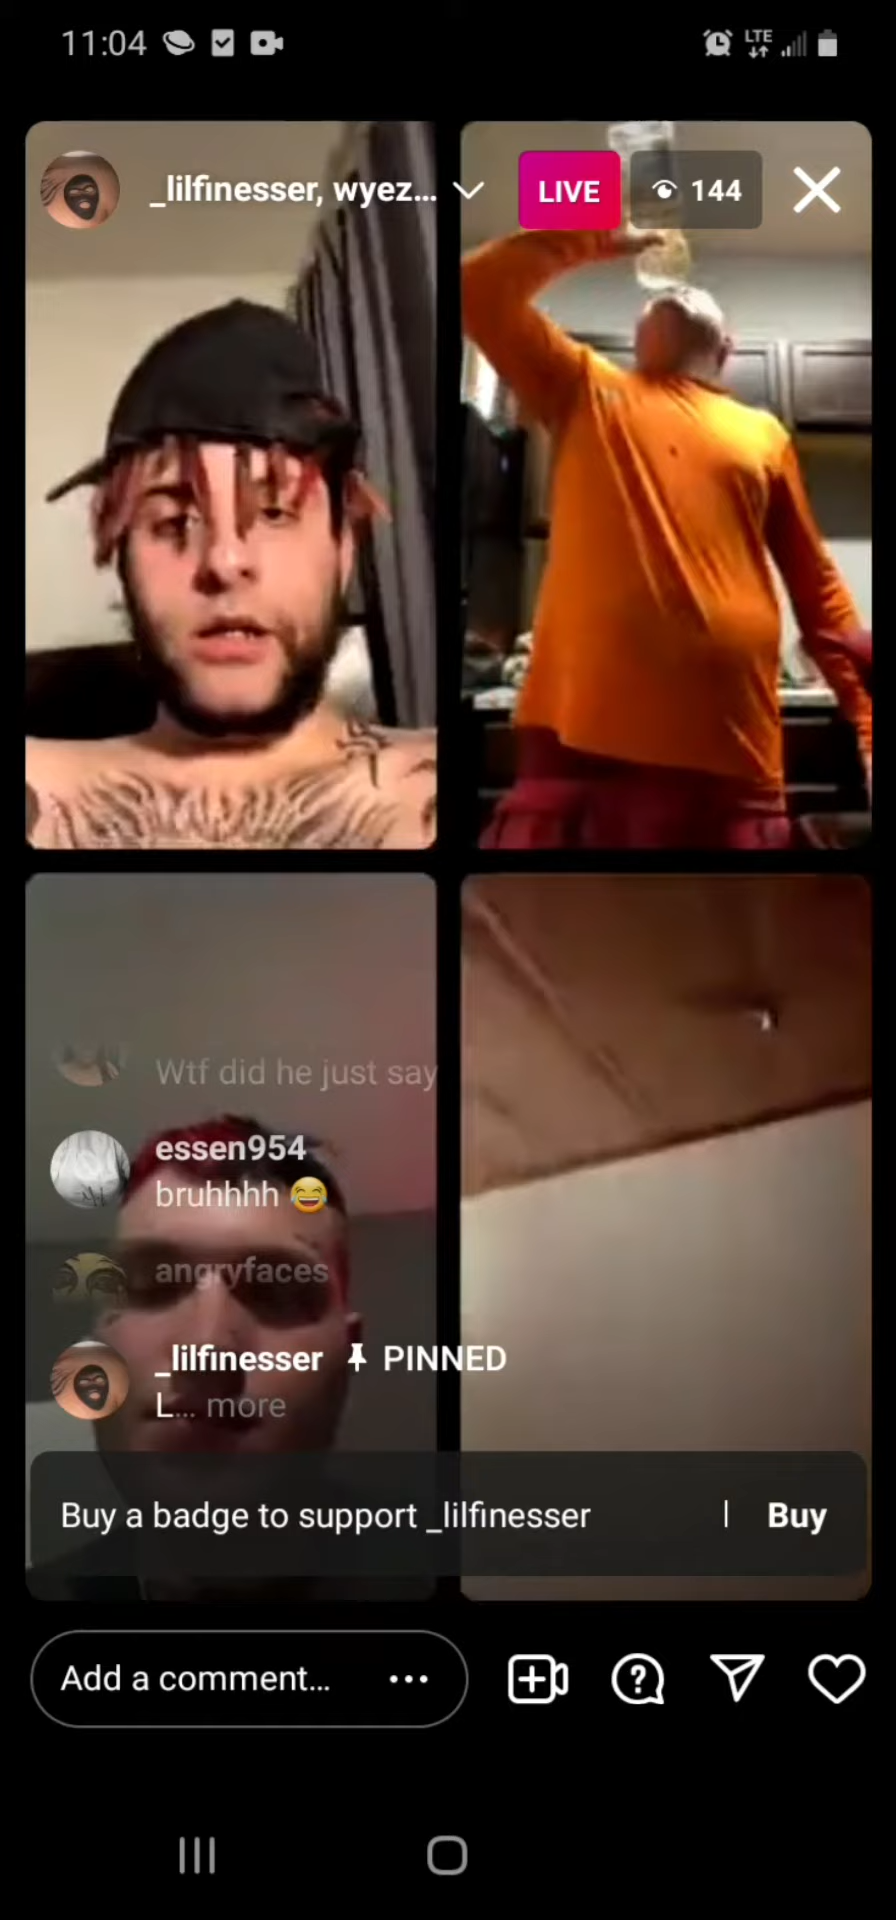 11:04
LTE
_lilfinesser, wyez...
LIVE
144
Wtf did he just say
essen954
bruhhhh 😂
angryfaces
_lilfinesser PINNED
L... more
Buy a badge to support _lilfinesser | Buy
Add a comment...